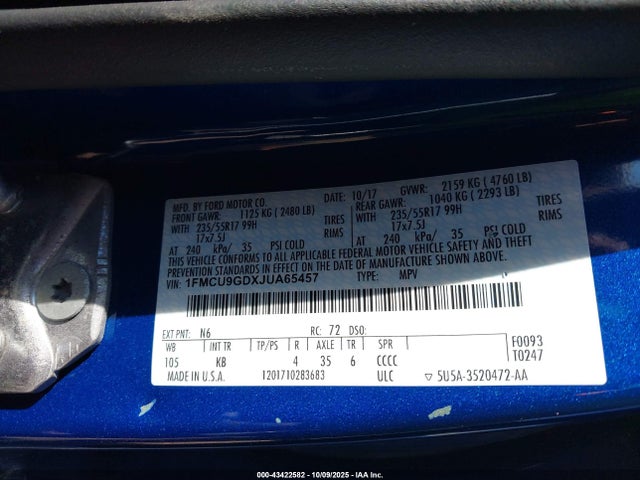 MFD. BY FORD MOTOR CO. DATE: 10/17 GVWR: 2159 KG ( 4760 LB)
FRONT GAWR: 1125 KG ( 2480 LB) REAR GAWR: 1040 KG ( 2293 LB)
WITH 235/55R17 99H TIRES WITH 235/55R17 99H TIRES
17x7.5J RIMS 17x7.5J RIMS
AT 240 kPa/ 35 PSI COLD AT 240 kPa/ 35 PSI COLD
THIS VEHICLE CONFORMS TO ALL APPLICABLE FEDERAL MOTOR VEHICLE SAFETY AND THEFT
PREVENTION STANDARDS IN EFFECT ON THE DATE OF MANUFACTURE SHOWN ABOVE.
VIN: 1FMCU9GDXJUA65457 TYPE: MPV
EXT PNT: N6 RC: 72 DSO:
WB INT TR TP/PS R AXLE TR SPR F0093
105 KB 4 35 6 CCCC T0247
MADE IN U.S.A. 1201710283683 ULC ▽ 5U5A-3520472-AA
000-43422582 - 10/09/2025 - IAA Inc.